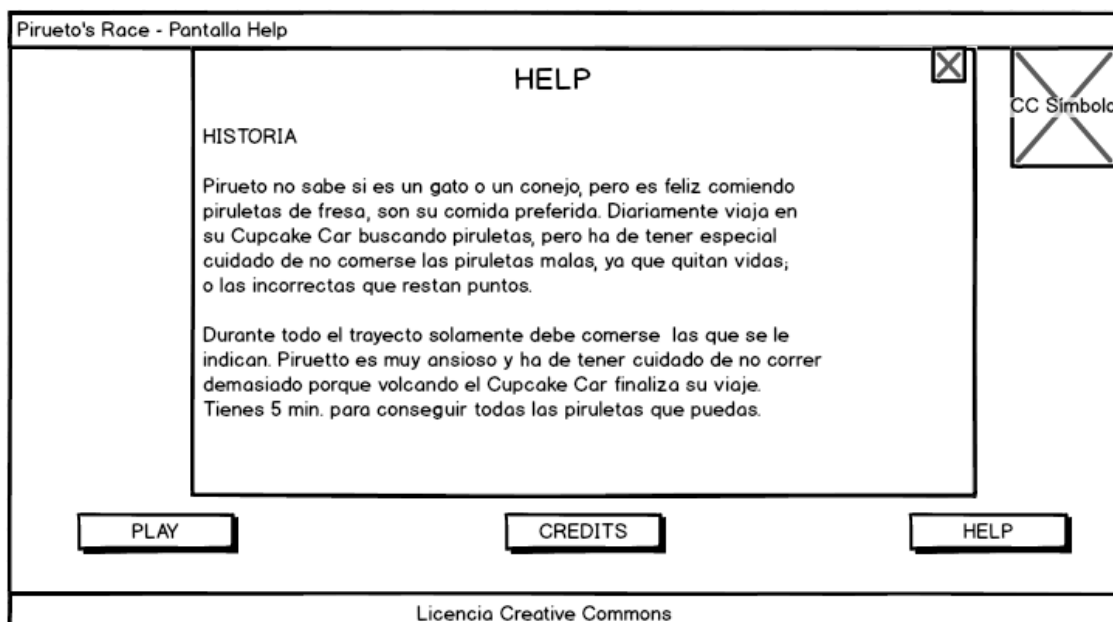 Pirueto's Race - Pantalla Help
HELP
CC Símbolo
HISTORIA
Pirueto no sabe si es un gato o un conejo, pero es feliz comiendo
piruletas de fresa, son su comida preferida. Diariamente viaja en
su Cupcake Car buscando piruletas, pero ha de tener especial
cuidado de no comerse las piruletas malas, ya que quitan vidas;
o las incorrectas que restan puntos.
Durante todo el trayecto solamente debe comerse  las que se le
indican. Piruetto es muy ansioso y ha de tener cuidado de no correr
demasiado porque volcando el Cupcake Car finaliza su viaje.
Tienes 5 min. para conseguir todas las piruletas que puedas.
PLAY
CREDITS
HELP
Licencia Creative Commons